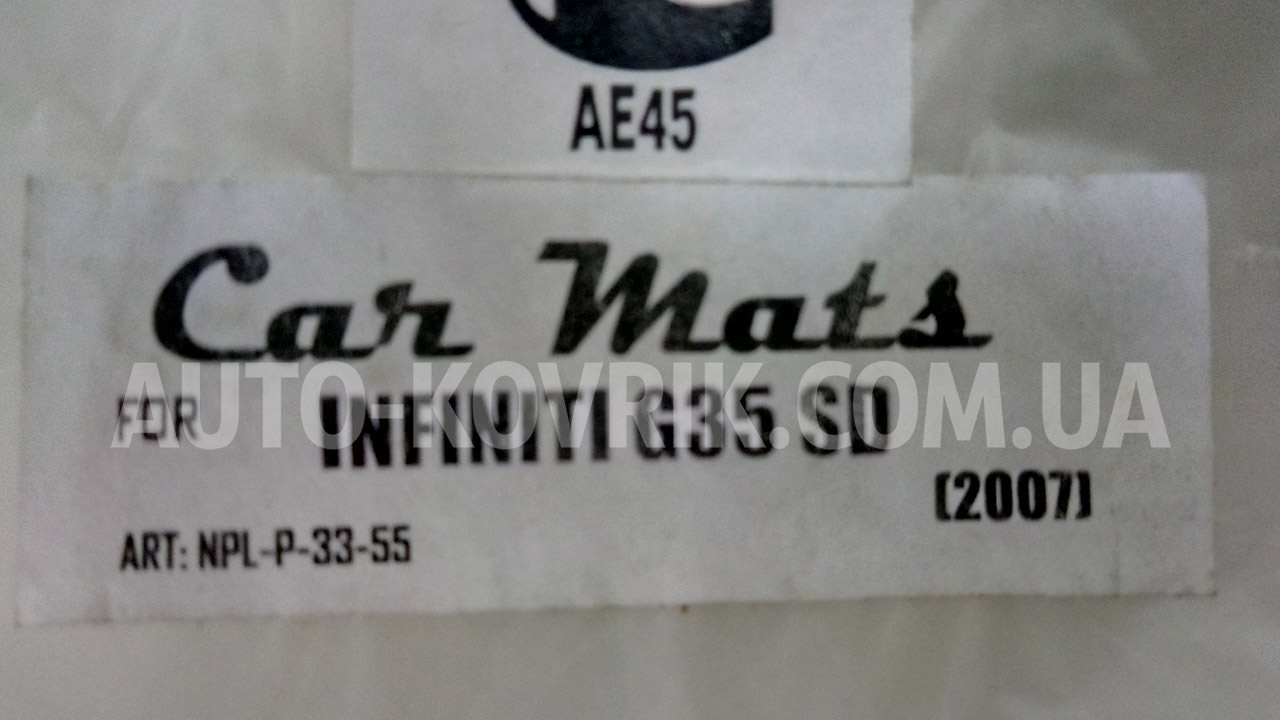 AE45
Car Mats
AUTO-KOVRIK.COM.UA
FOR INFINITI G35 SD
(2007)
ART: NPL-P-33-55